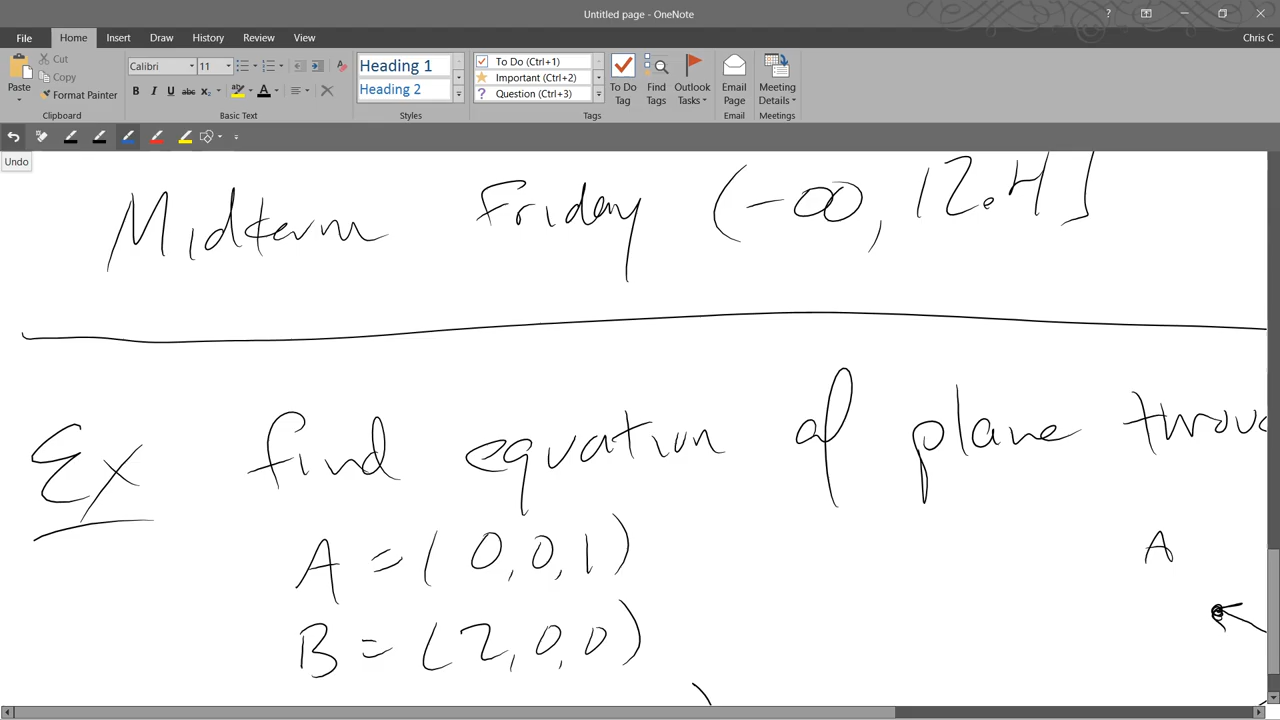 Untitled page - OneNote
File Home Insert Draw History Review View Chris C
Paste Cut Copy Format Painter
Clipboard
Calibri 11
B I U abc X₂ A
Basic Text
Heading 1
Heading 2
Styles
To Do (Ctrl+1)
Important (Ctrl+2)
Question (Ctrl+3)
To Do Tag
Find Tags
Outlook Tasks
Tags
Email Page
Email
Meeting Details
Meetings
Undo
Midterm Friday (-∞, 12.4]
Ex find equation of plane throu
A = (0,0,1)
A
B = (2,0,0)